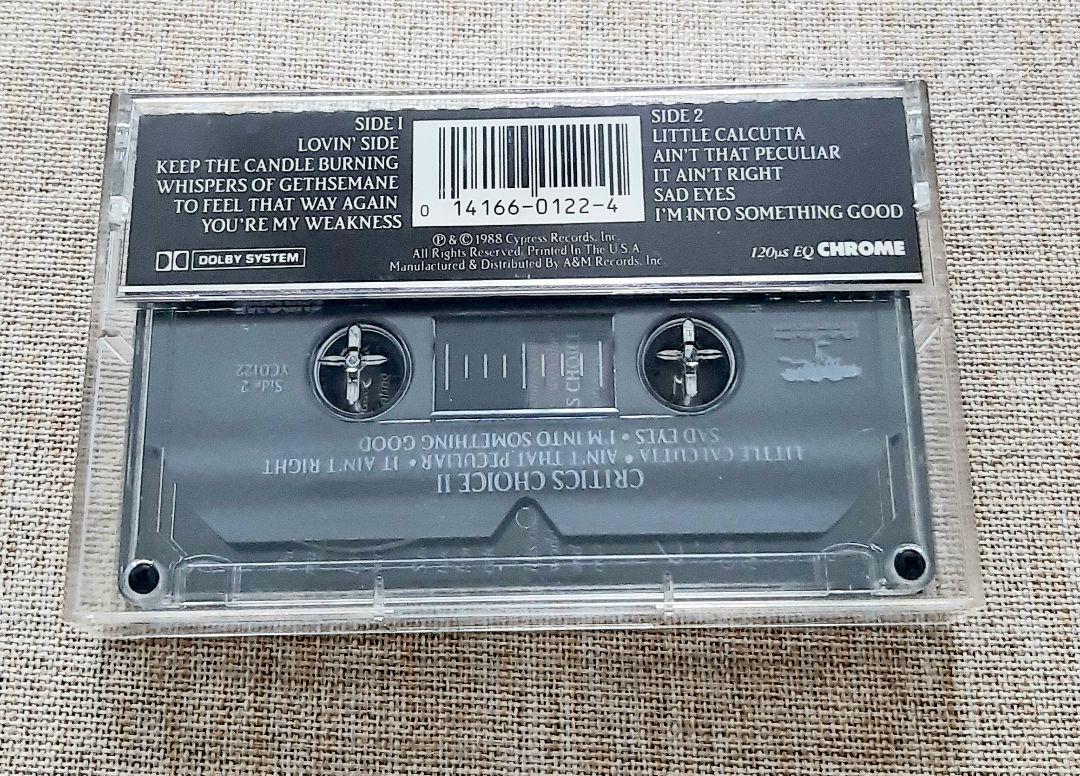 SIDE 1
LOVIN' SIDE
KEEP THE CANDLE BURNING
WHISPERS OF GETHSEMANE
TO FEEL THAT WAY AGAIN
YOU'RE MY WEAKNESS
DOLBY SYSTEM
0 14166-0122-4
℗ & © 1988 Cypress Records, Inc.
All Rights Reserved. Printed In The U.S.A.
Manufactured & Distributed By A&M Records, Inc.
SIDE 2
LITTLE CALCUTTA
AIN'T THAT PECULIAR
IT AIN'T RIGHT
SAD EYES
I'M INTO SOMETHING GOOD
120µs EQ CHROME
CRITICS CHOICE II
LITTLE CALCUTTA • AIN'T THAT PECULIAR • IT AIN'T RIGHT
SAD EYES • I'M INTO SOMETHING GOOD
Side 2
YC0122
S CHOICE